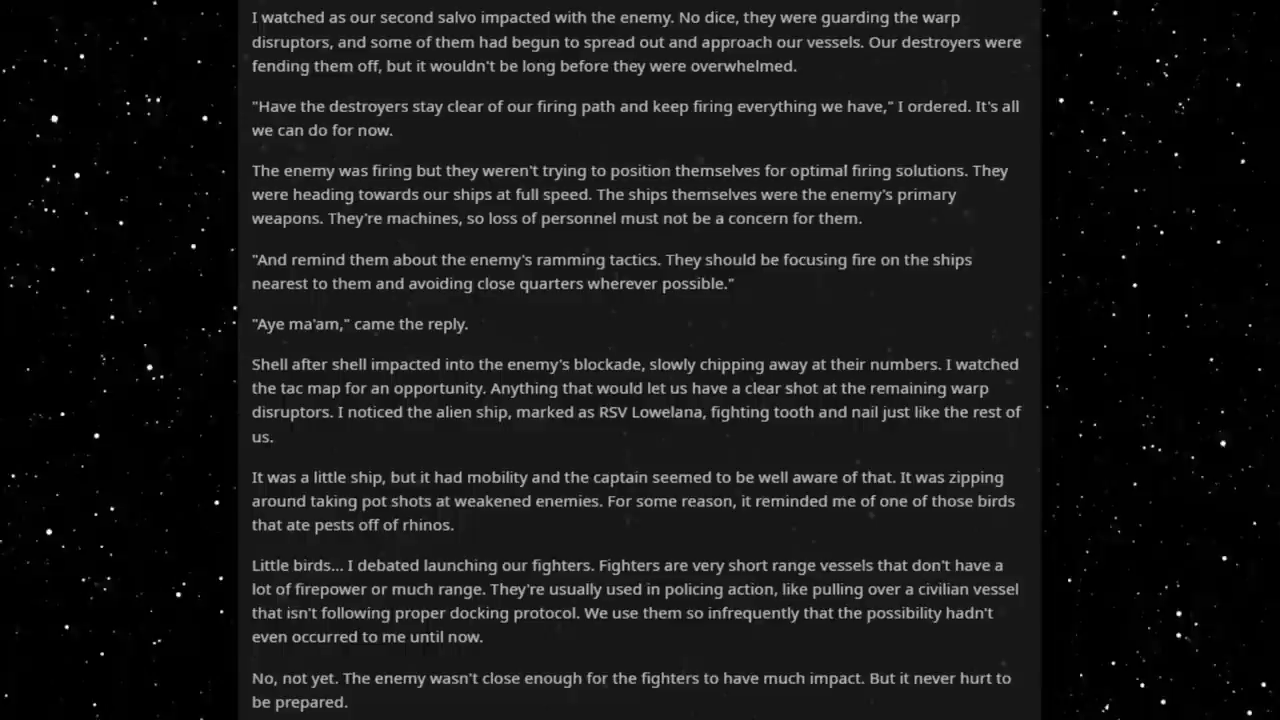 I watched as our second salvo impacted with the enemy. No dice, they were guarding the warp
disruptors, and some of them had begun to spread out and approach our vessels. Our destroyers were
fending them off, but it wouldn't be long before they were overwhelmed.
"Have the destroyers stay clear of our firing path and keep firing everything we have," I ordered. It's all
we can do for now.
The enemy was firing but they weren't trying to position themselves for optimal firing solutions. They
were heading towards our ships at full speed. The ships themselves were the enemy's primary
weapons. They're machines, so loss of personnel must not be a concern for them.
"And remind them about the enemy's ramming tactics. They should be focusing fire on the ships
nearest to them and avoiding close quarters wherever possible."
"Aye ma'am," came the reply.
Shell after shell impacted into the enemy's blockade, slowly chipping away at their numbers. I watched
the tac map for an opportunity. Anything that would let us have a clear shot at the remaining warp
disruptors. I noticed the alien ship, marked as RSV Lowelana, fighting tooth and nail just like the rest of
us.
It was a little ship, but it had mobility and the captain seemed to be well aware of that. It was zipping
around taking pot shots at weakened enemies. For some reason, it reminded me of one of those birds
that ate pests off of rhinos.
Little birds... I debated launching our fighters. Fighters are very short range vessels that don't have a
lot of firepower or much range. They're usually used in policing action, like pulling over a civilian vessel
that isn't following proper docking protocol. We use them so infrequently that the possibility hadn't
even occurred to me until now.
No, not yet. The enemy wasn't close enough for the fighters to have much impact. But it never hurt to
be prepared.